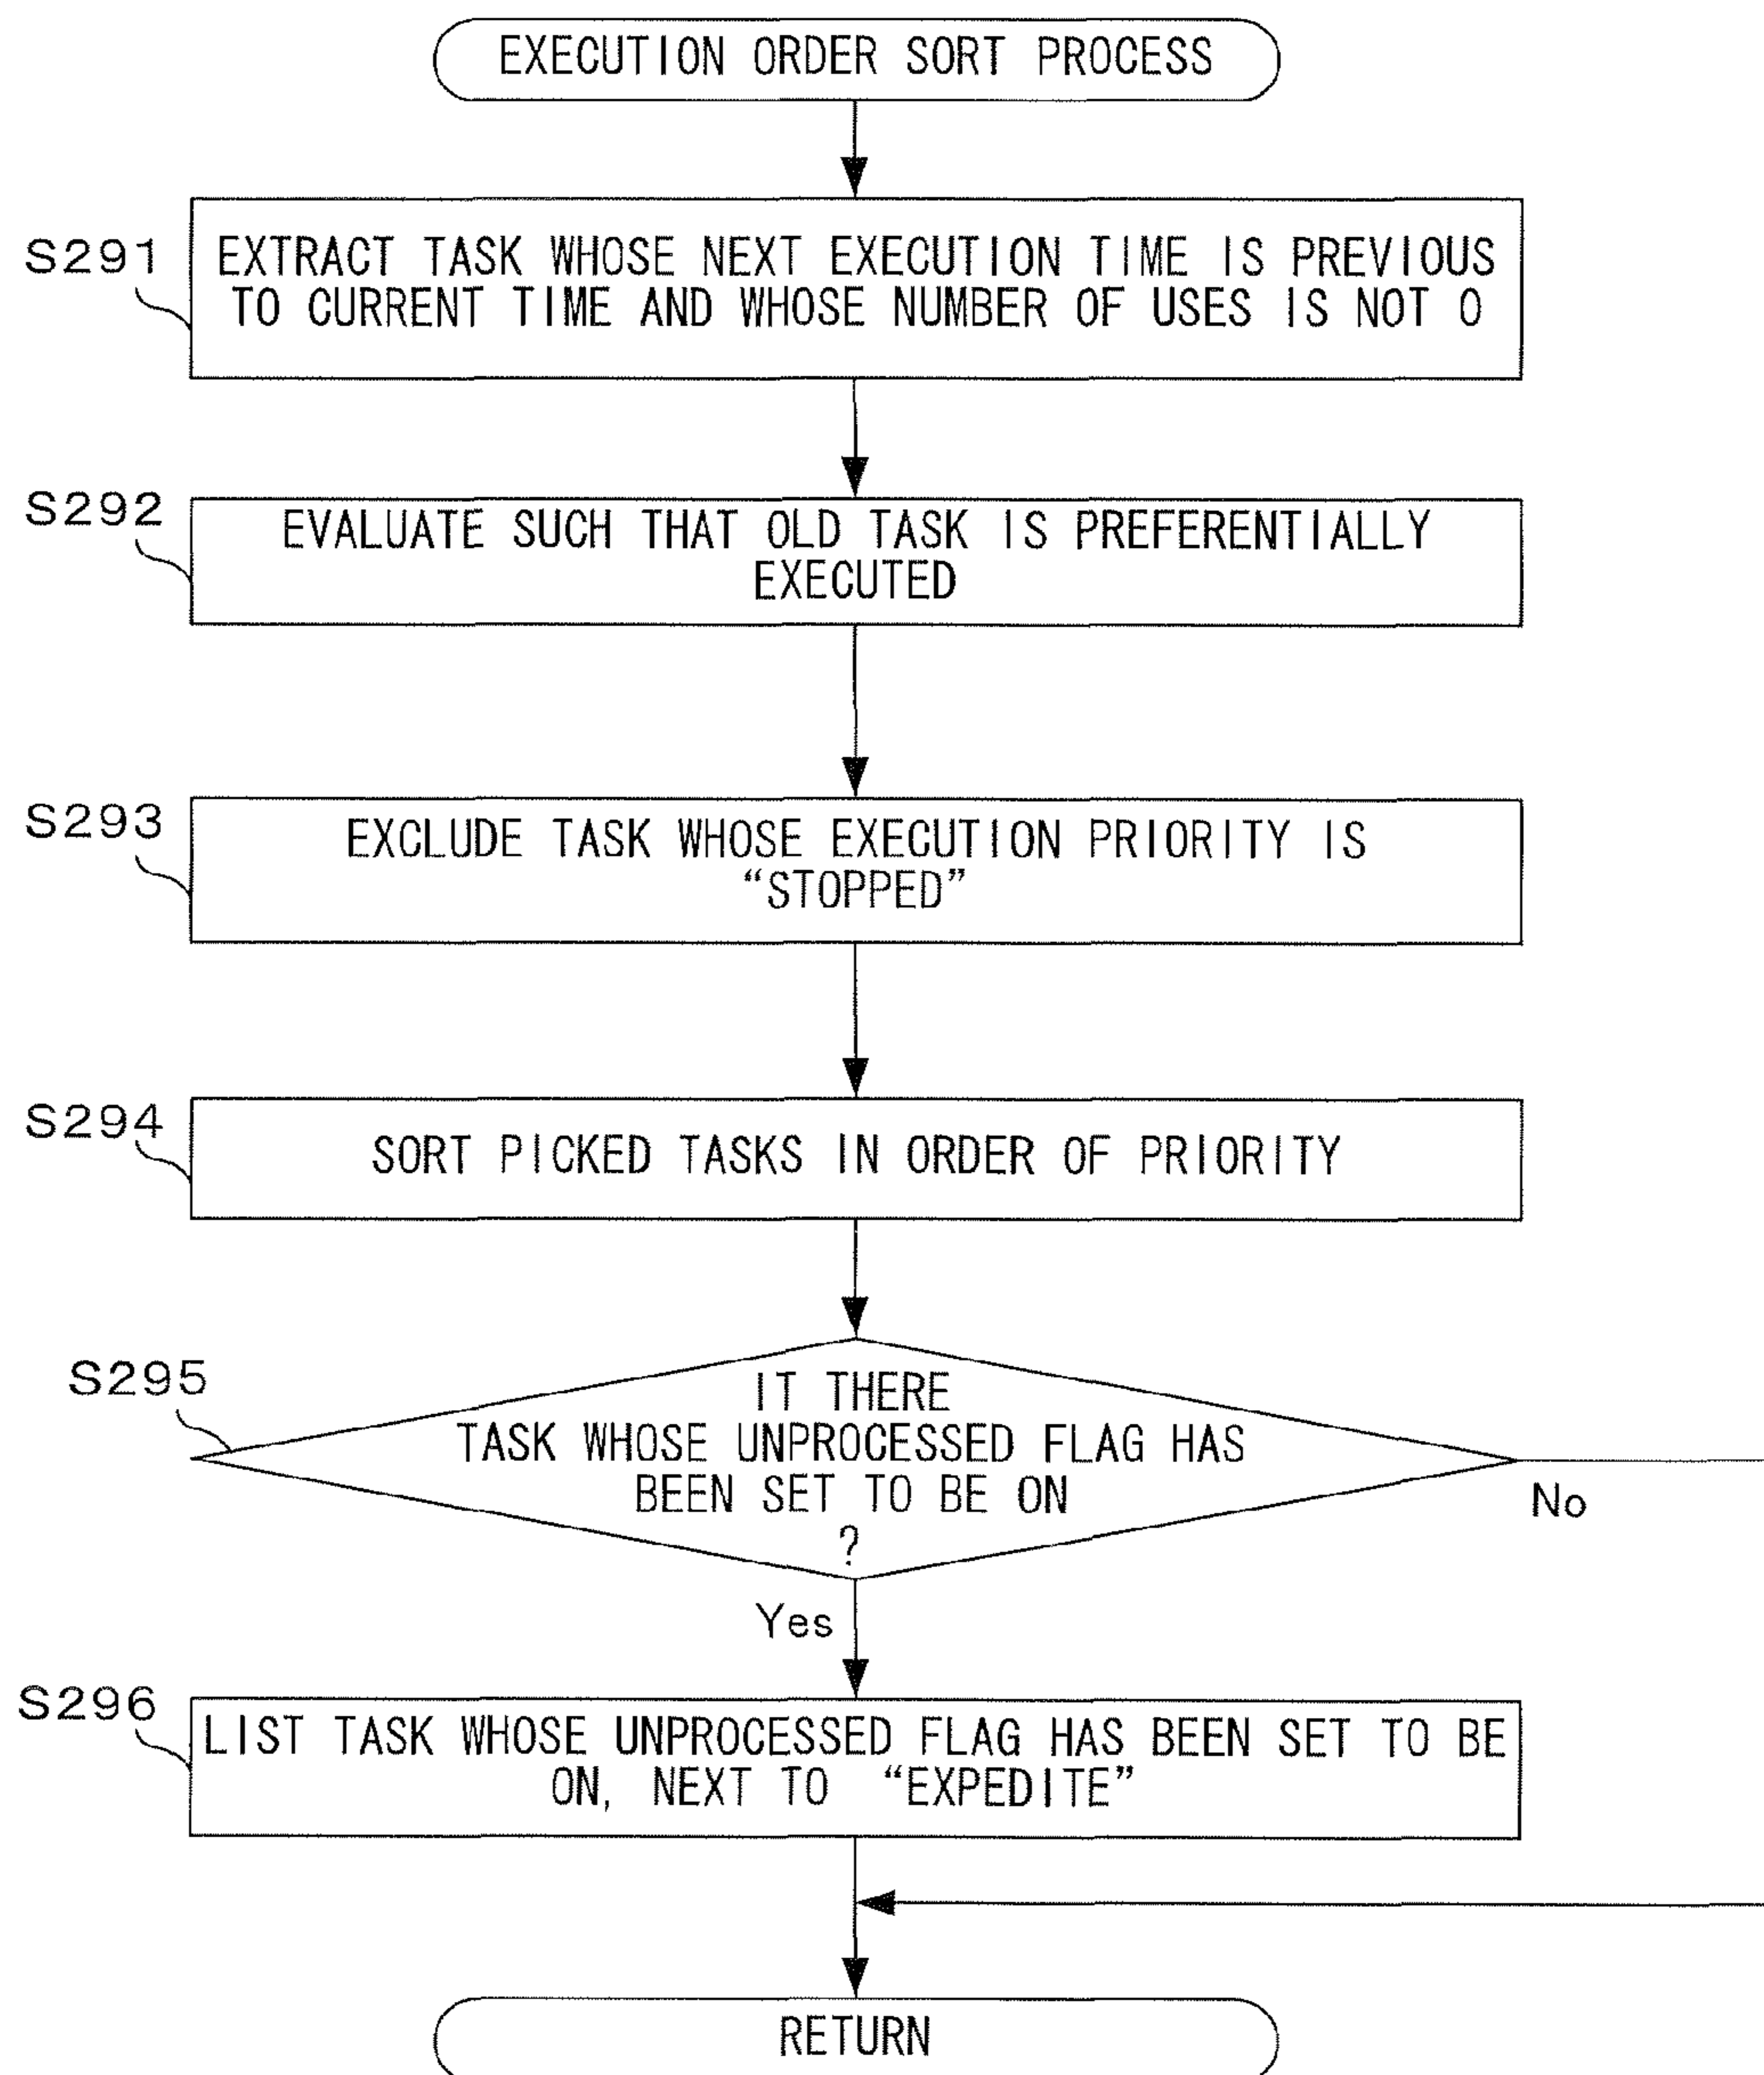 EXECUTION ORDER SORT PROCESS
S291
EXTRACT TASK WHOSE NEXT EXECUTION TIME IS PREVIOUS
TO CURRENT TIME AND WHOSE NUMBER OF USES IS NOT 0
S292
EVALUATE SUCH THAT OLD TASK IS PREFERENTIALLY
EXECUTED
S293
EXCLUDE TASK WHOSE EXECUTION PRIORITY IS
“STOPPED”
S294
SORT PICKED TASKS IN ORDER OF PRIORITY
S295
IT THERE
TASK WHOSE UNPROCESSED FLAG HAS
BEEN SET TO BE ON
?
No
Yes
S296
LIST TASK WHOSE UNPROCESSED FLAG HAS BEEN SET TO BE
ON, NEXT TO “EXPEDITE”
RETURN